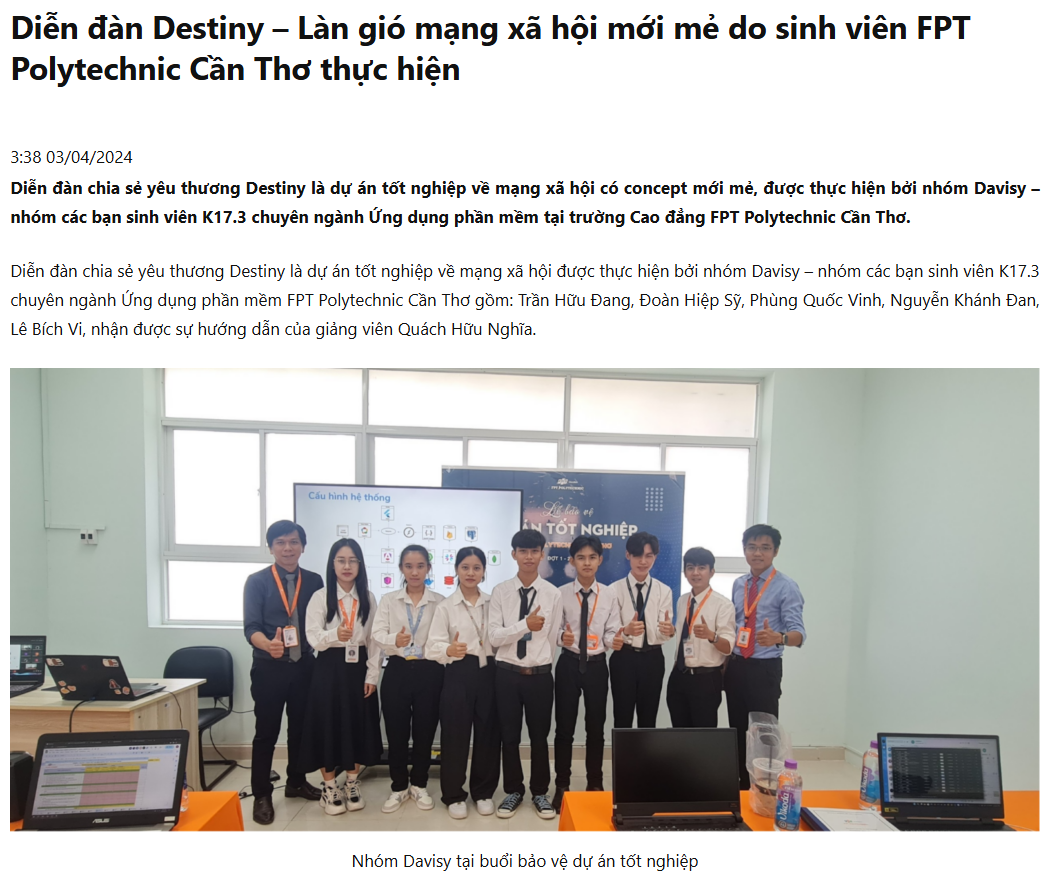 Diễn đàn Destiny – Làn gió mạng xã hội mới mẻ do sinh viên FPT
Polytechnic Cần Thơ thực hiện
3:38 03/04/2024
Diễn đàn chia sẻ yêu thương Destiny là dự án tốt nghiệp về mạng xã hội có concept mới mẻ, được thực hiện bởi nhóm Davisy –
nhóm các bạn sinh viên K17.3 chuyên ngành Ứng dụng phần mềm tại trường Cao đẳng FPT Polytechnic Cần Thơ.
Diễn đàn chia sẻ yêu thương Destiny là dự án tốt nghiệp về mạng xã hội được thực hiện bởi nhóm Davisy – nhóm các bạn sinh viên K17.3
chuyên ngành Ứng dụng phần mềm FPT Polytechnic Cần Thơ gồm: Trần Hữu Đang, Đoàn Hiệp Sỹ, Phùng Quốc Vinh, Nguyễn Khánh Đan,
Lê Bích Vi, nhận được sự hướng dẫn của giảng viên Quách Hữu Nghĩa.
Cấu hình hệ thống
FPT POLYTECHNIC
Lễ bảo vệ
ÁN TỐT NGHIỆP
ĐỢT 1
ASUS
Nhóm Davisy tại buổi bảo vệ dự án tốt nghiệp